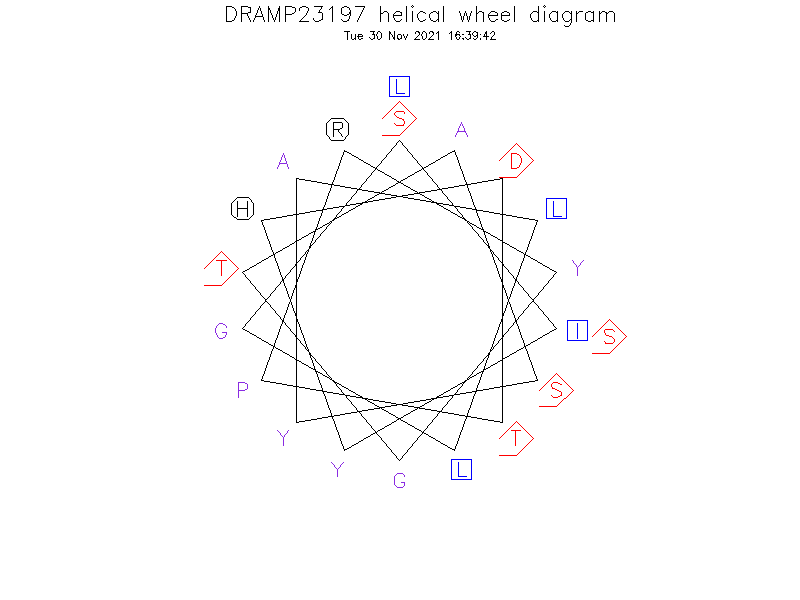 DRAMP23197 helical wheel diagram
Tue 30 Nov 2021 16:39:42
L
S
R A
A D
H L
T Y
G I S
P S
Y T
Y L
G